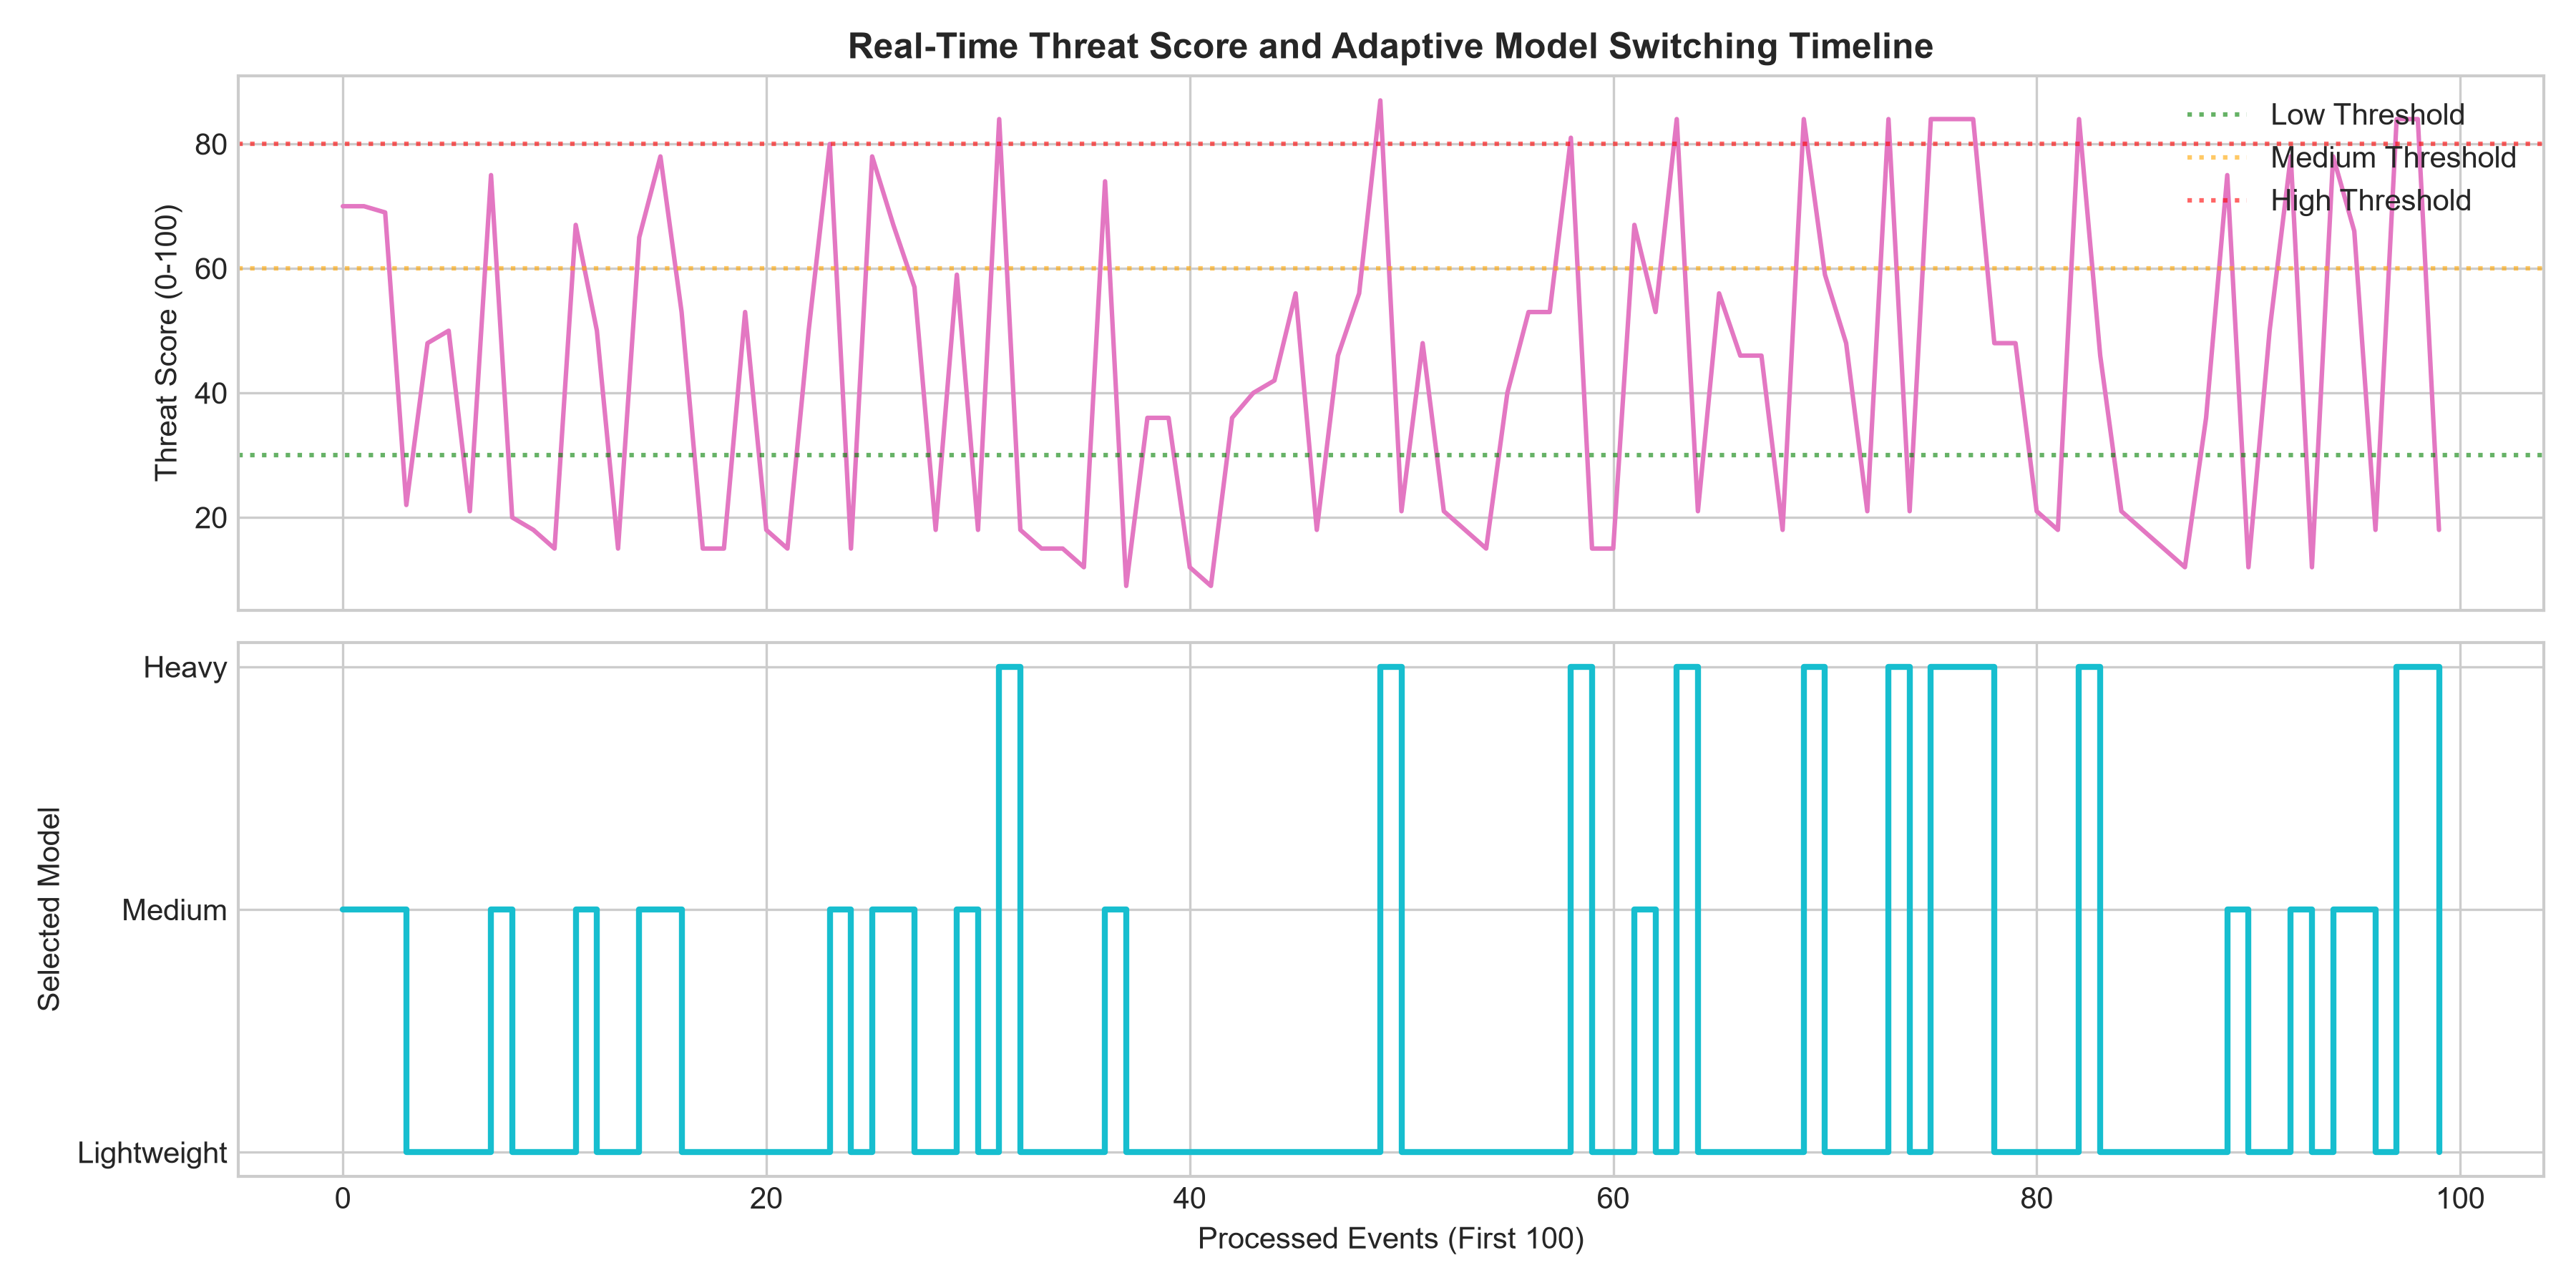 Real-Time Threat Score and Adaptive Model Switching Timeline
Threat Score (0-100)
80
60
40
20
Low Threshold
Medium Threshold
High Threshold
Selected Model
Heavy
Medium
Lightweight
0 20 40 60 80 100
Processed Events (First 100)